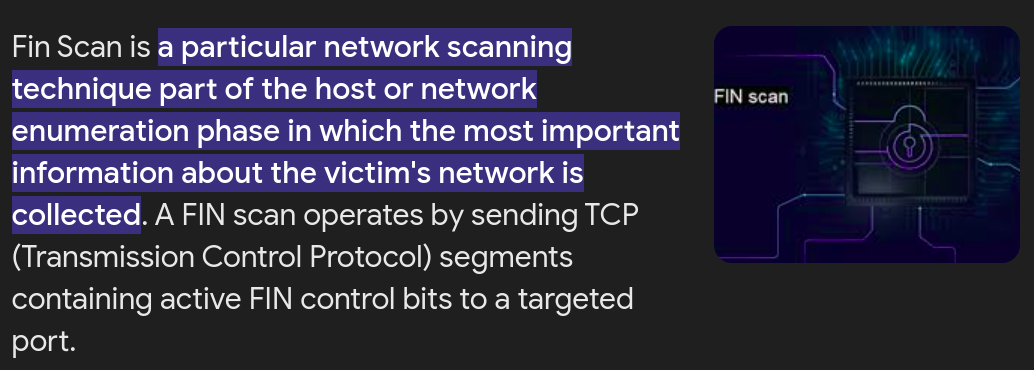 Fin Scan is a particular network scanning
technique part of the host or network
enumeration phase in which the most important
information about the victim's network is
collected. A FIN scan operates by sending TCP
(Transmission Control Protocol) segments
containing active FIN control bits to a targeted
port.
FIN scan